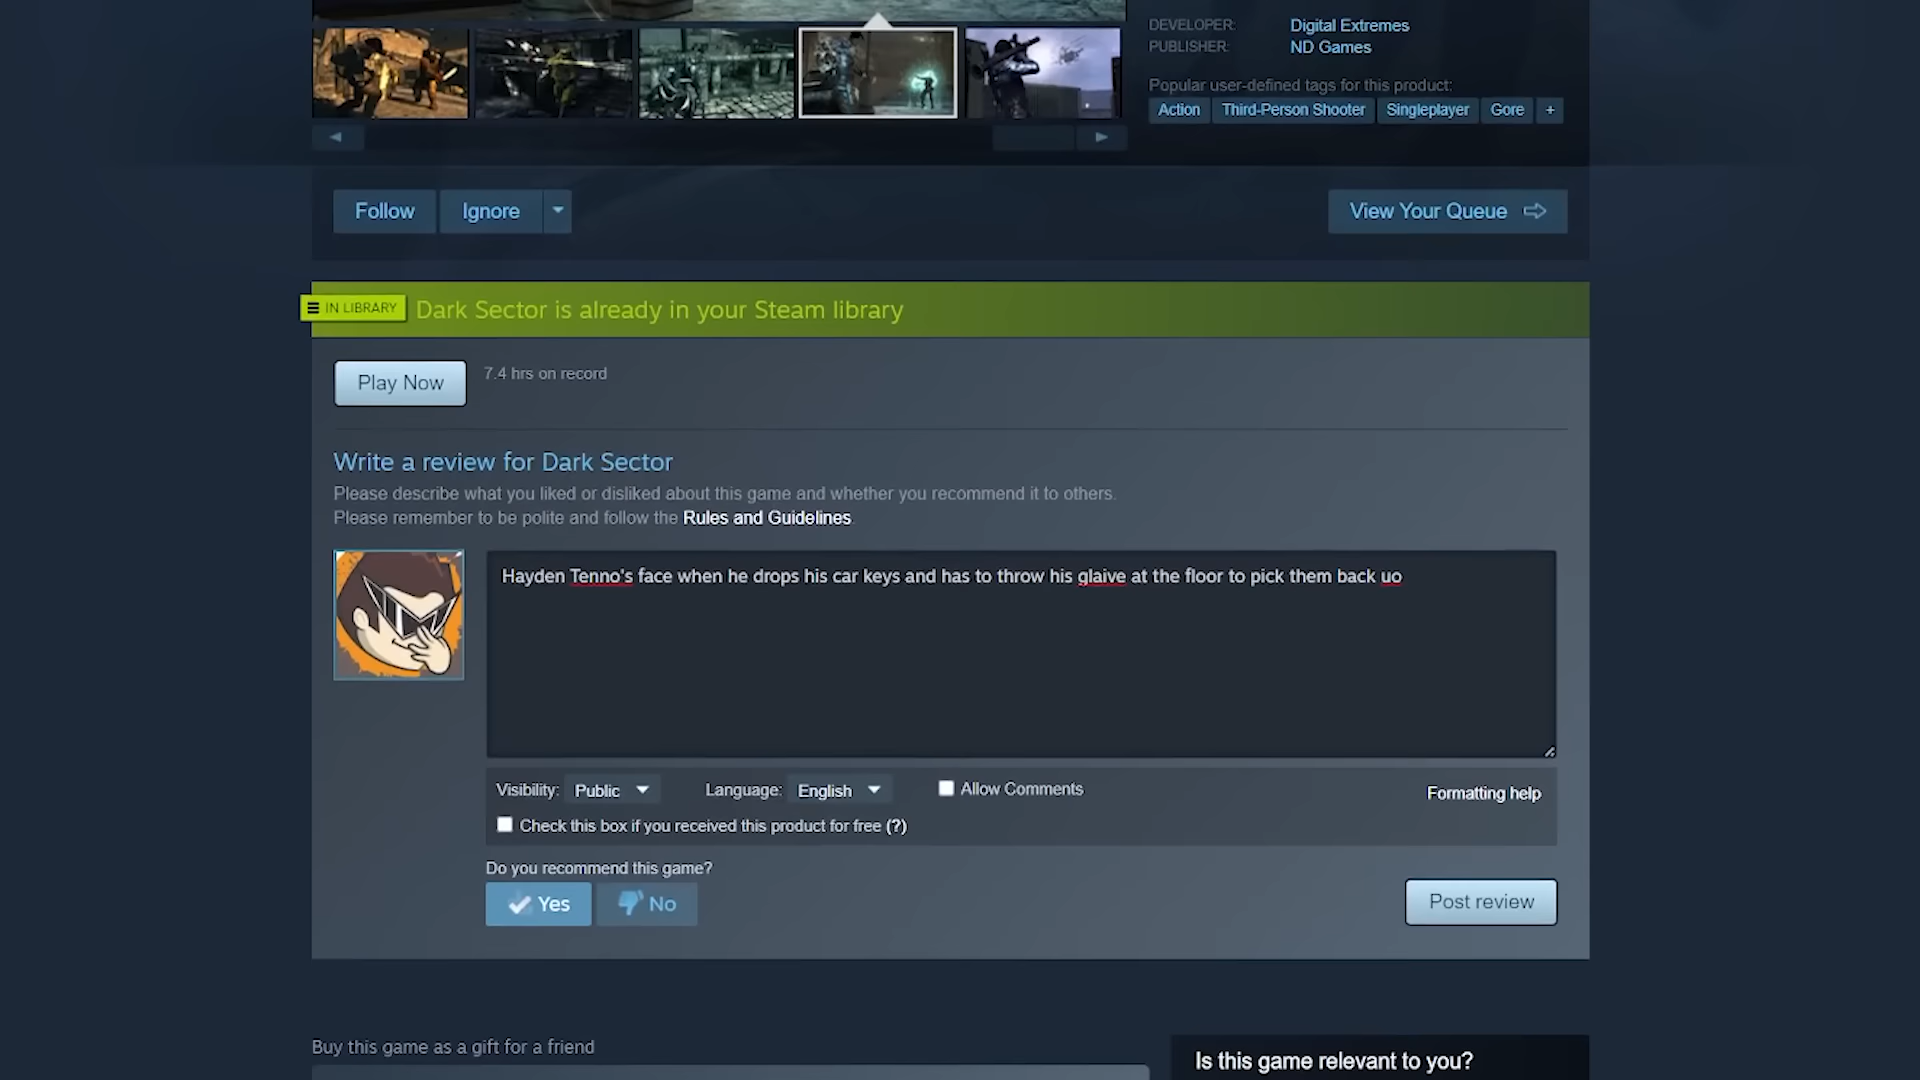 DEVELOPER: Digital Extremes
PUBLISHER: ND Games
Popular user-defined tags for this product:
Action Third-Person Shooter Singleplayer Gore +
Follow Ignore View Your Queue
IN LIBRARY Dark Sector is already in your Steam library
Play Now 7.4 hrs on record
Write a review for Dark Sector
Please describe what you liked or disliked about this game and whether you recommend it to others.
Please remember to be polite and follow the Rules and Guidelines.
Hayden Tenno's face when he drops his car keys and has to throw his glaive at the floor to pick them back uo
Visibility: Public Language: English Allow Comments Formatting help
Check this box if you received this product for free (?)
Do you recommend this game?
Yes No Post review
Buy this game as a gift for a friend
Is this game relevant to you?